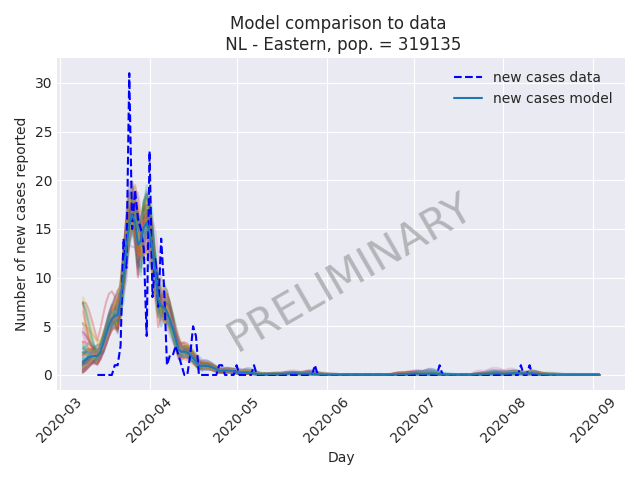 Model comparison to data
NL - Eastern, pop. = 319135
new cases data
new cases model
Number of new cases reported
30
25
20
15
10
5
0
PRELIMINARY
2020-03
2020-04
2020-05
2020-06
2020-07
2020-08
2020-09
Day